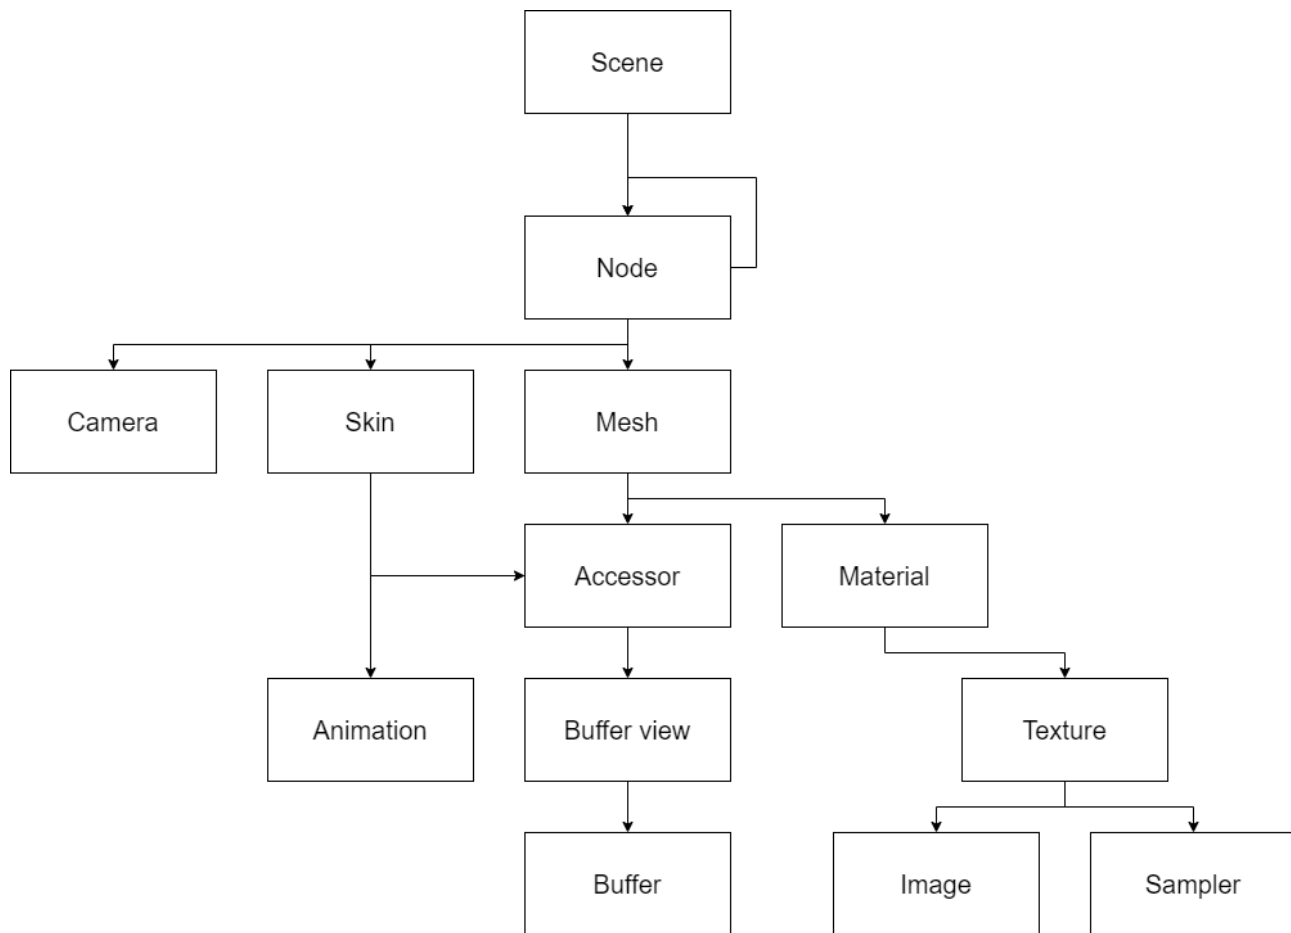 Scene
Node
Camera
Skin
Mesh
Accessor
Material
Animation
Buffer view
Texture
Buffer
Image
Sampler